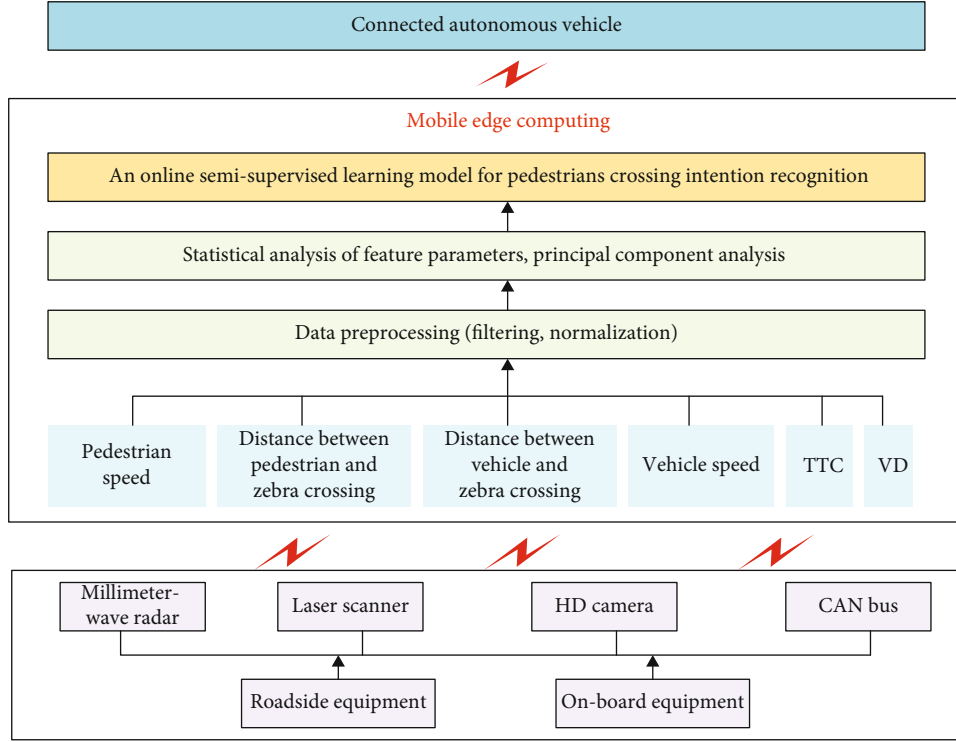 Connected autonomous vehicle
Mobile edge computing
An online semi-supervised learning model for pedestrians crossing intention recognition
Statistical analysis of feature parameters, principal component analysis
Data preprocessing (filtering, normalization)
Pedestrian
speed
Distance between
pedestrian and
zebra crossing
Distance between
vehicle and
zebra crossing
Vehicle speed
TTC
VD
Millimeter-
wave radar
Laser scanner
HD camera
CAN bus
Roadside equipment
On-board equipment